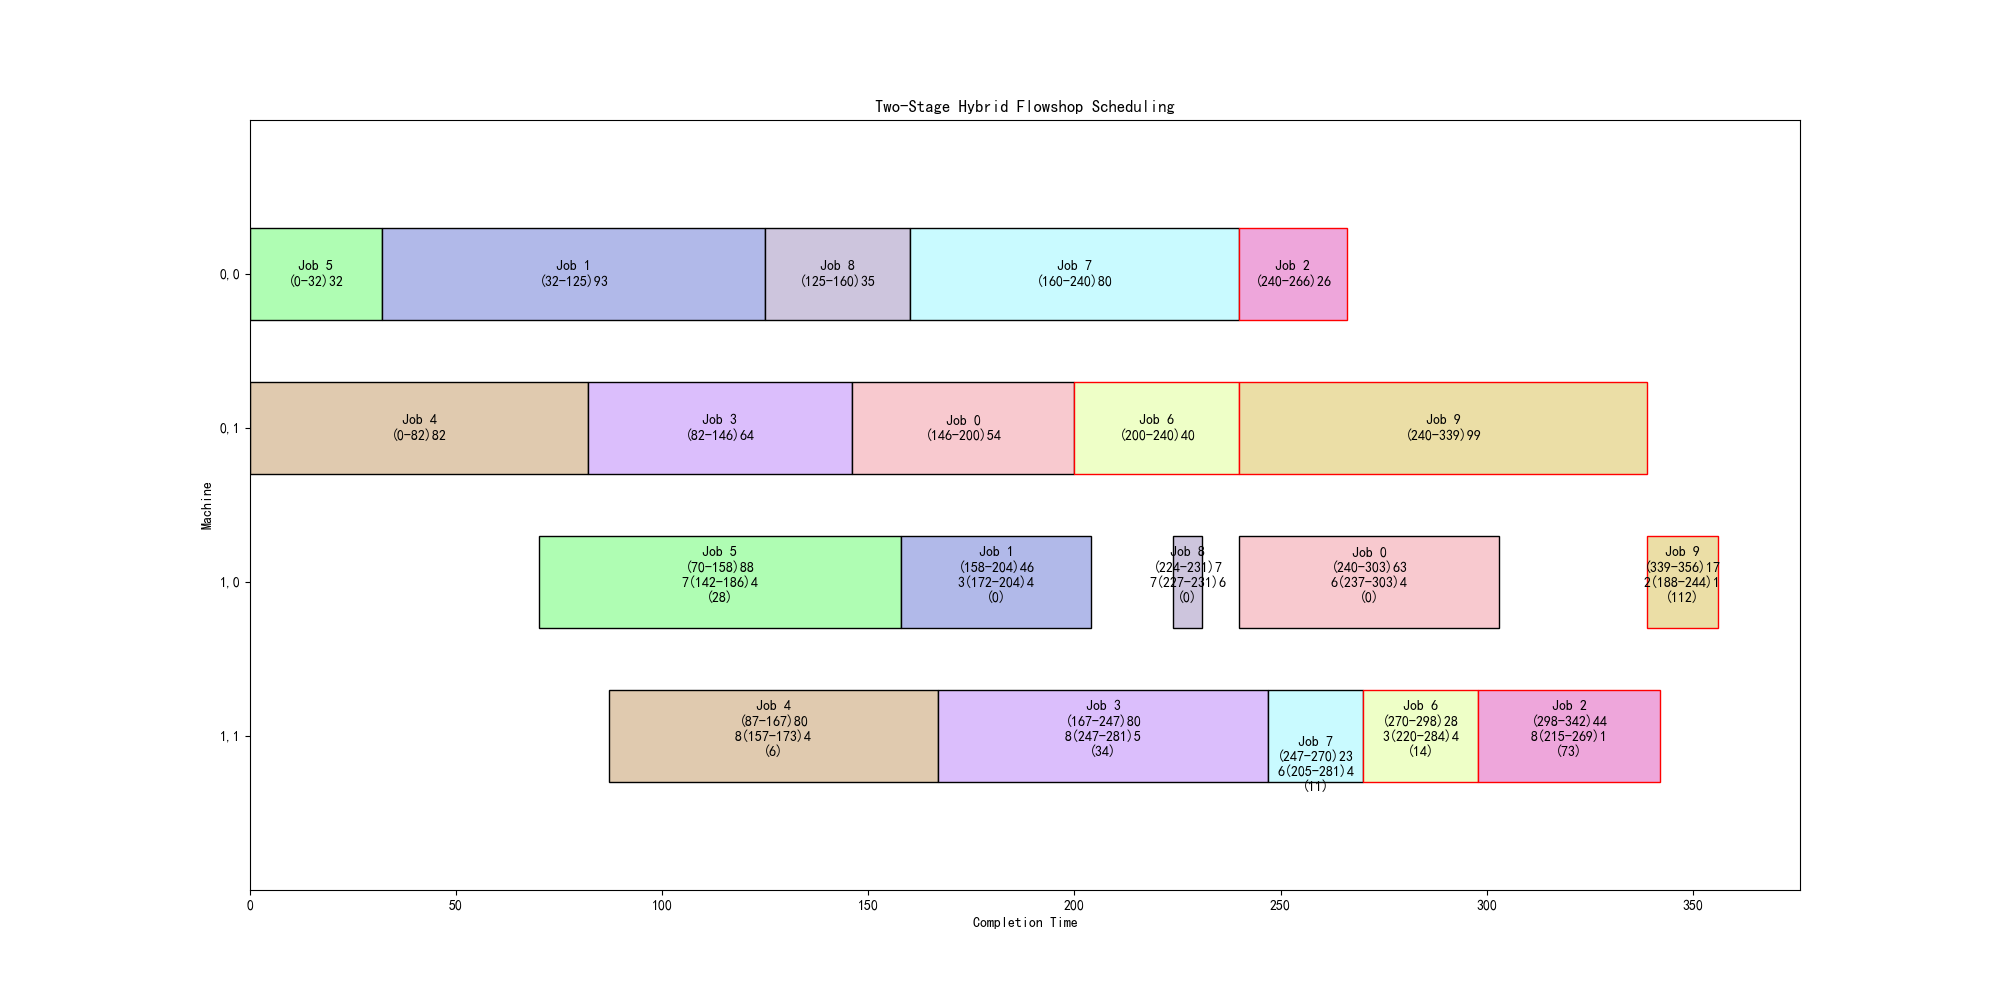 Two-Stage Hybrid Flowshop Scheduling
0,0
Job 5
(0-32)32
Job 1
(32-125)93
Job 8
(125-160)35
Job 7
(160-240)80
Job 2
(240-266)26
0,1
Job 4
(0-82)82
Job 3
(82-146)64
Job 0
(146-200)54
Job 6
(200-240)40
Job 9
(240-339)99
Machine
1,0
Job 5
(70-158)88
7(142-186)4
(28)
Job 1
(158-204)46
3(172-204)4
(0)
Job 8
(224-231)7
7(227-231)6
(0)
Job 0
(240-303)63
6(237-303)4
(0)
Job 9
(339-356)17
2(188-244)1
(112)
1,1
Job 4
(87-167)80
8(157-173)4
(6)
Job 3
(167-247)80
8(247-281)5
(34)
Job 7
(247-270)23
6(205-281)4
(11)
Job 6
(270-298)28
3(220-284)4
(14)
Job 2
(298-342)44
8(215-269)1
(73)
0 50 100 150 200 250 300 350
Completion Time